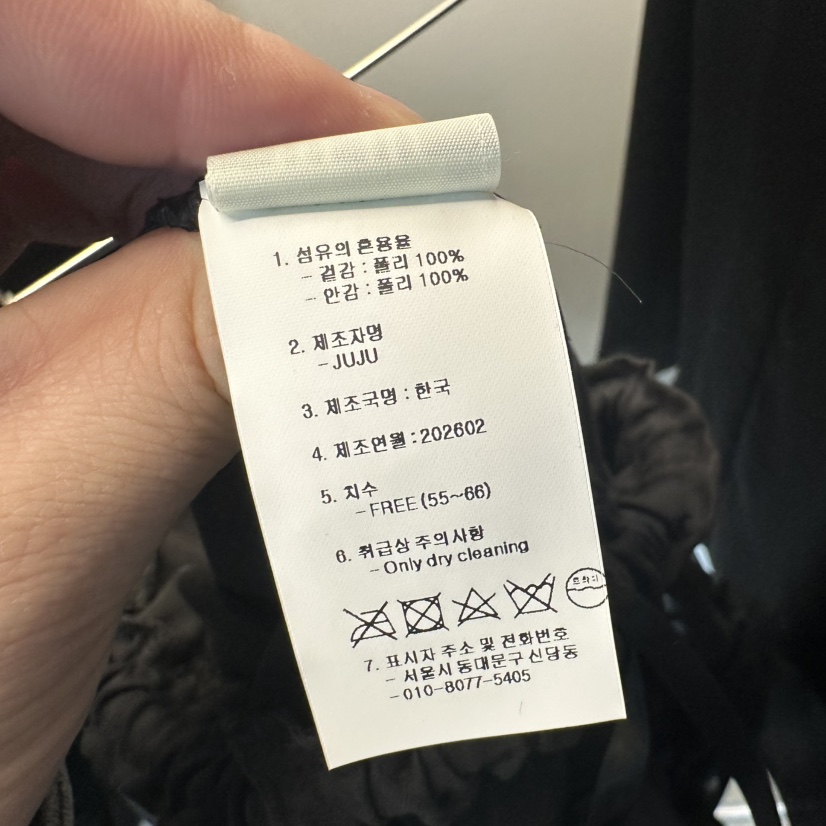 1. 섬유의 혼용율
- 겉감 : 폴리 100%
- 안감 : 폴리 100%
2. 제조자명
- JUJU
3. 제조국명 : 한국
4. 제조연월 : 202602
5. 치수
- FREE (55~66)
6. 취급상 주의사항
- Only dry cleaning
7. 표시자 주소 및 전화번호
- 서울시 동대문구 신당동
- 010-8077-5405